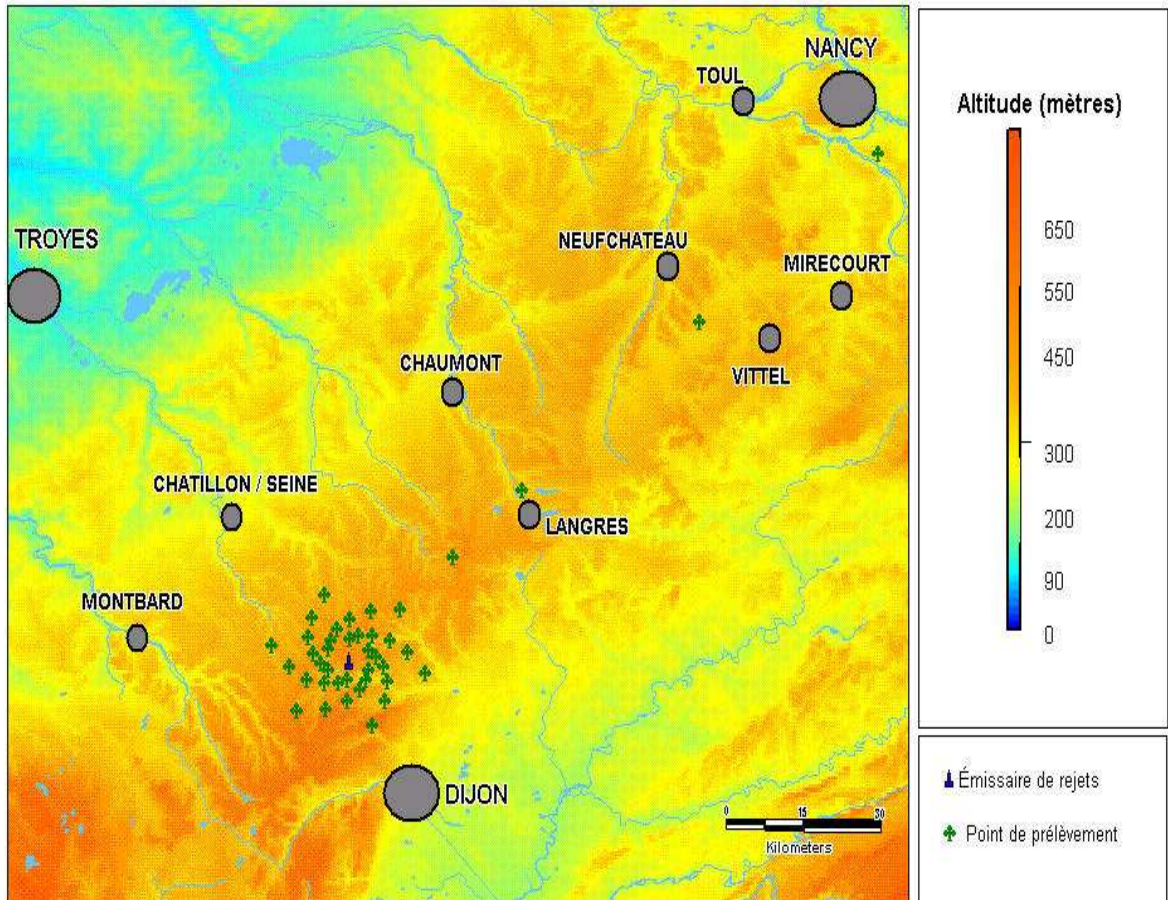 NANCY
TOUL
TROYES
NEUFCHATEAU
MIRECOURT
CHAUMONT
VITTEL
CHATILLON / SEINE
LANGRES
MONTBARD
DIJON
0 15 30
Kilometers
Altitude (mètres)
650
550
450
300
200
90
0
Émissaire de rejets
Point de prélèvement